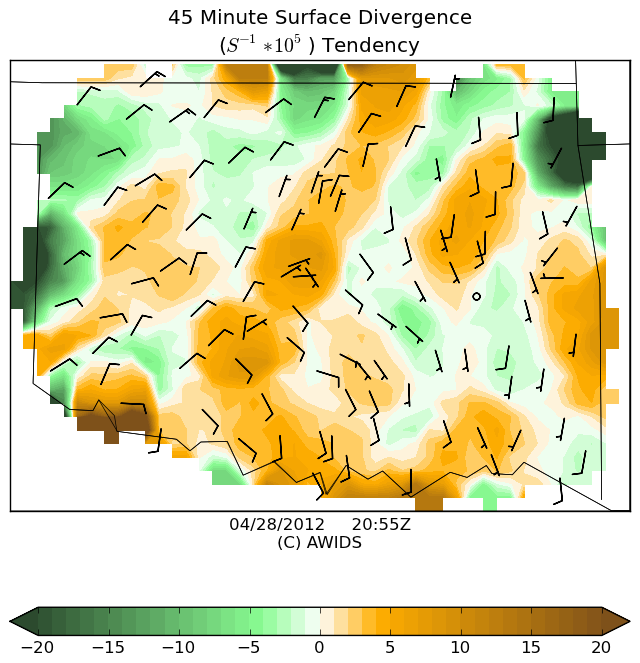 45 Minute Surface Divergence
(S⁻¹ ∗ 10⁵ ) Tendency
04/28/2012 20:55Z
(C) AWIDS
−20 −15 −10 −5 0 5 10 15 20